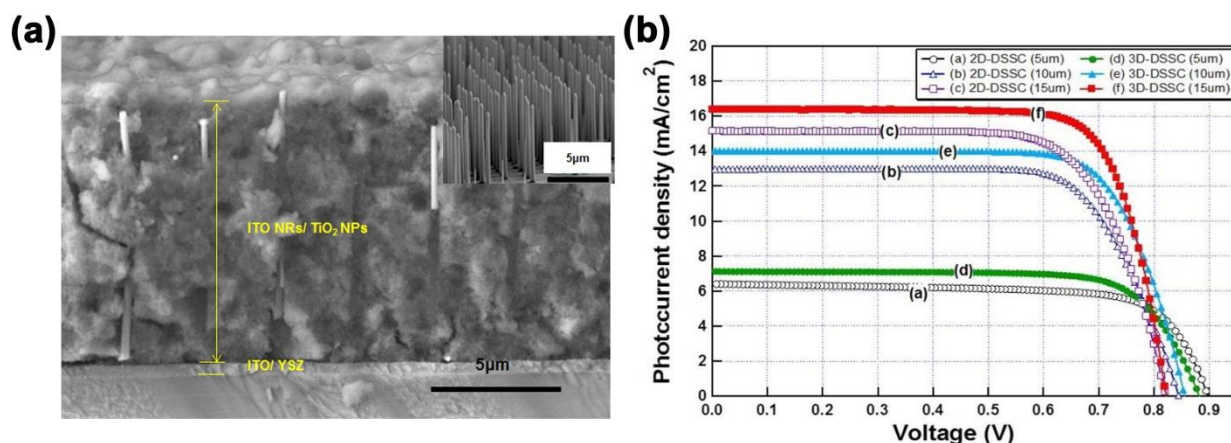 (a)
5μm
ITO NRs/ TiO2 NPs
ITO/ YSZ
5μm
(b)
Photoccurrent density (mA/cm2)
18
16
14
12
10
8
6
4
2
0
(a) 2D-DSSC (5um)
(b) 2D-DSSC (10um)
(c) 2D-DSSC (15um)
(d) 3D-DSSC (5um)
(e) 3D-DSSC (10um)
(f) 3D-DSSC (15um)
(f)
(c)
(e)
(b)
(d)
(a)
0.0 0.1 0.2 0.3 0.4 0.5 0.6 0.7 0.8 0.9
Voltage (V)